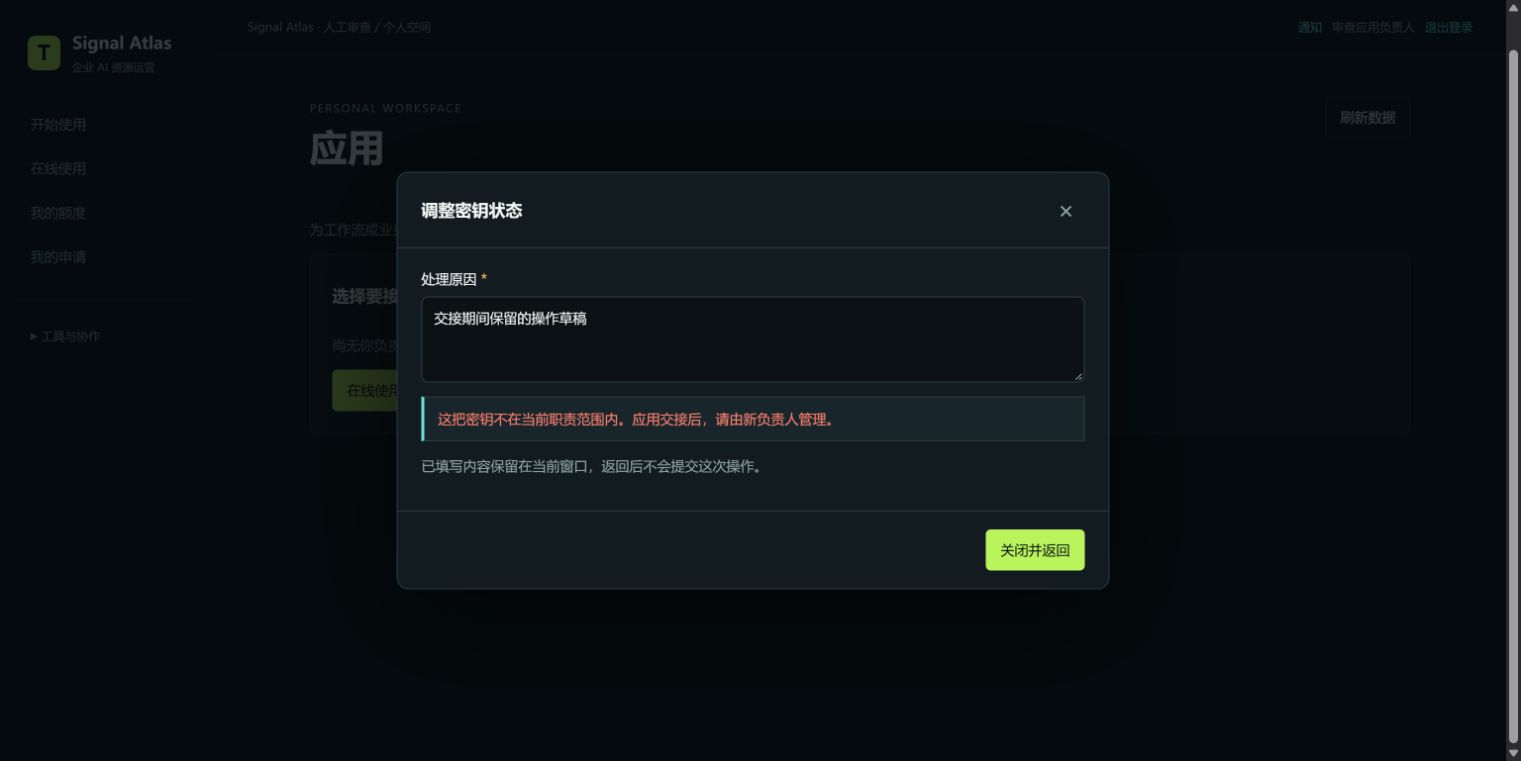 T
Signal Atlas
企业 AI 资源运营
Signal Atlas · 人工审查 / 个人空间
通知 审查应用负责人 退出登录
开始使用
在线使用
我的额度
我的申请
▸ 工具与协作
PERSONAL WORKSPACE
应用
刷新数据
为工作流或业
选择要接
尚无你负责
在线使用
调整密钥状态
×
处理原因 *
交接期间保留的操作草稿
这把密钥不在当前职责范围内。应用交接后，请由新负责人管理。
已填写内容保留在当前窗口，返回后不会提交这次操作。
关闭并返回